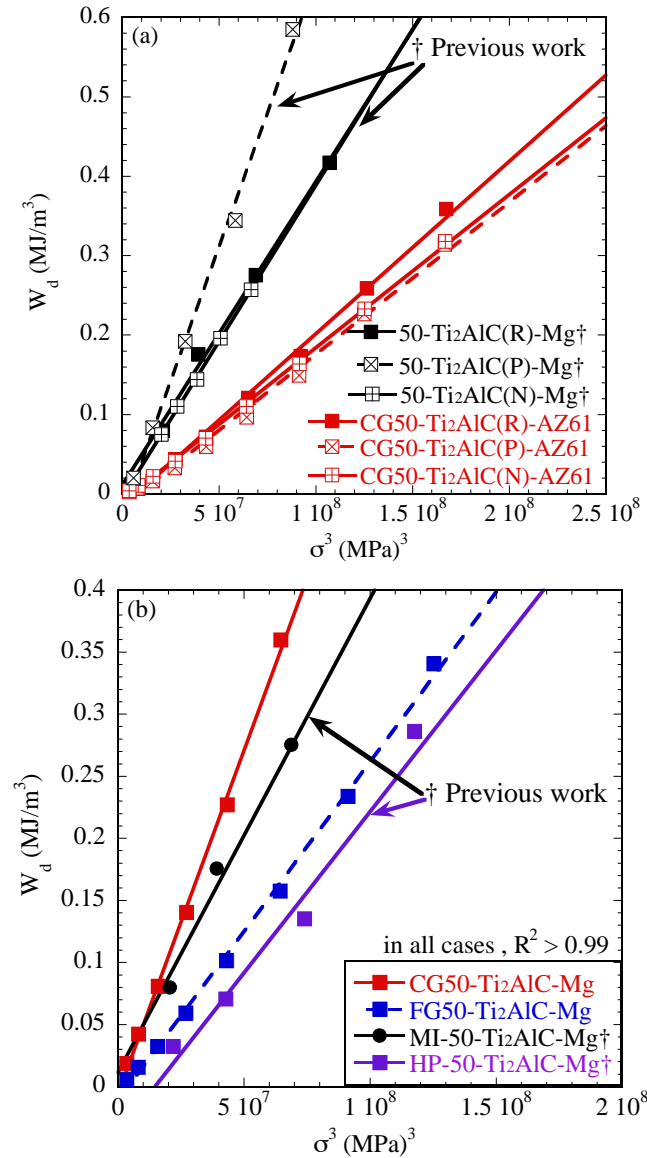 0.6
(a)
† Previous work
0.5
0.4
W_d (MJ/m³)
0.3
0.2
0.1
0
50-Ti₂AlC(R)-Mg†
50-Ti₂AlC(P)-Mg†
50-Ti₂AlC(N)-Mg†
CG50-Ti₂AlC(R)-AZ61
CG50-Ti₂AlC(P)-AZ61
CG50-Ti₂AlC(N)-AZ61
0 5 10⁷ 1 10⁸ 1.5 10⁸ 2 10⁸ 2.5 10⁸
σ³ (MPa)³
0.4
(b)
0.35
0.3
0.25
† Previous work
W_d (MJ/m³)
0.2
0.15
0.1
0.05
0
in all cases , R² > 0.99
CG50-Ti₂AlC-Mg
FG50-Ti₂AlC-Mg
MI-50-Ti₂AlC-Mg†
HP-50-Ti₂AlC-Mg†
0 5 10⁷ 1 10⁸ 1.5 10⁸ 2 10⁸
σ³ (MPa)³